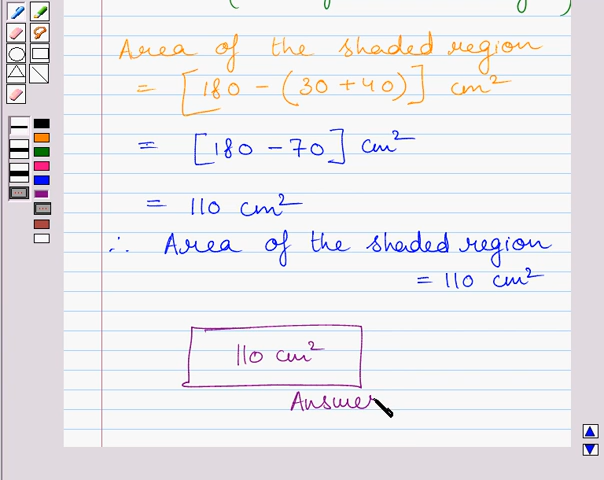 Area of the shaded region
= [180 - (30 + 40)] cm²
= [180 - 70] cm²
= 110 cm²
∴ Area of the shaded region
= 110 cm²
110 cm²
Answer